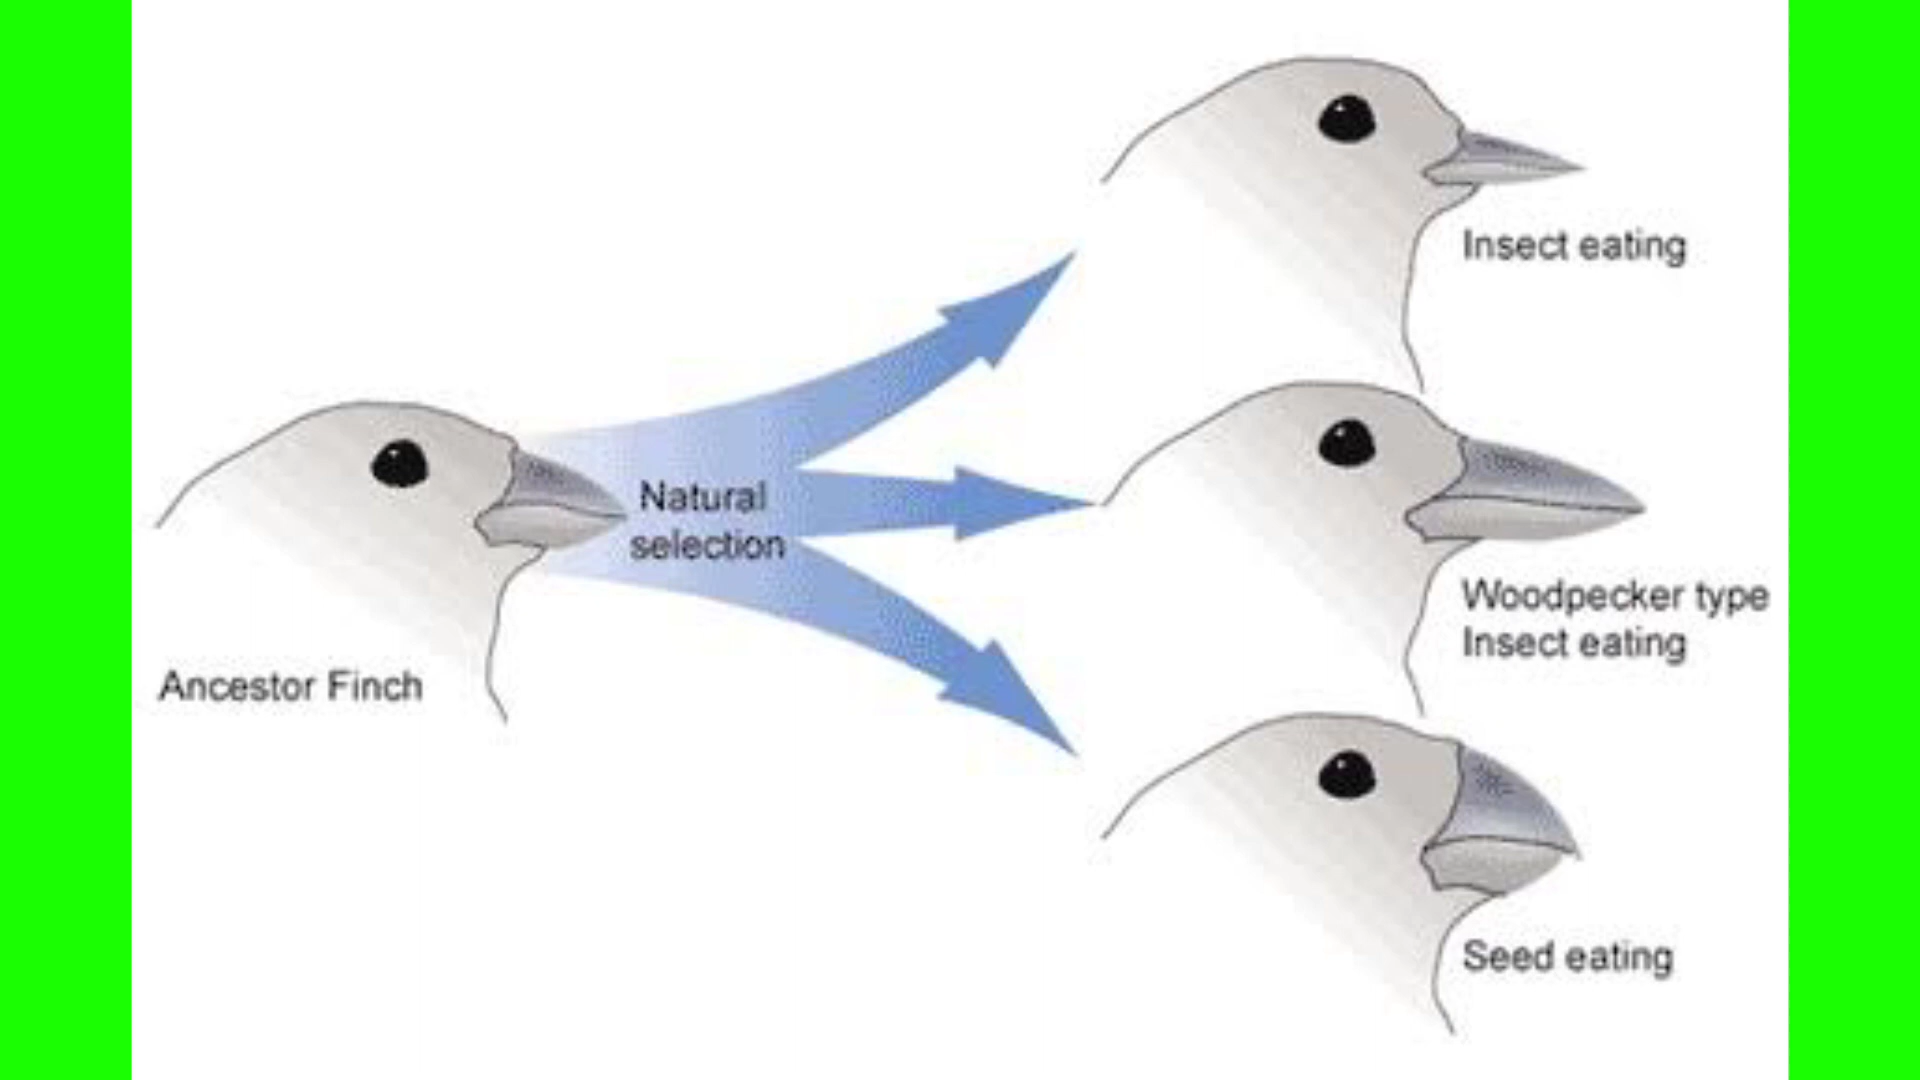 Insect eating
Natural
selection
Woodpecker type
Insect eating
Ancestor Finch
Seed eating